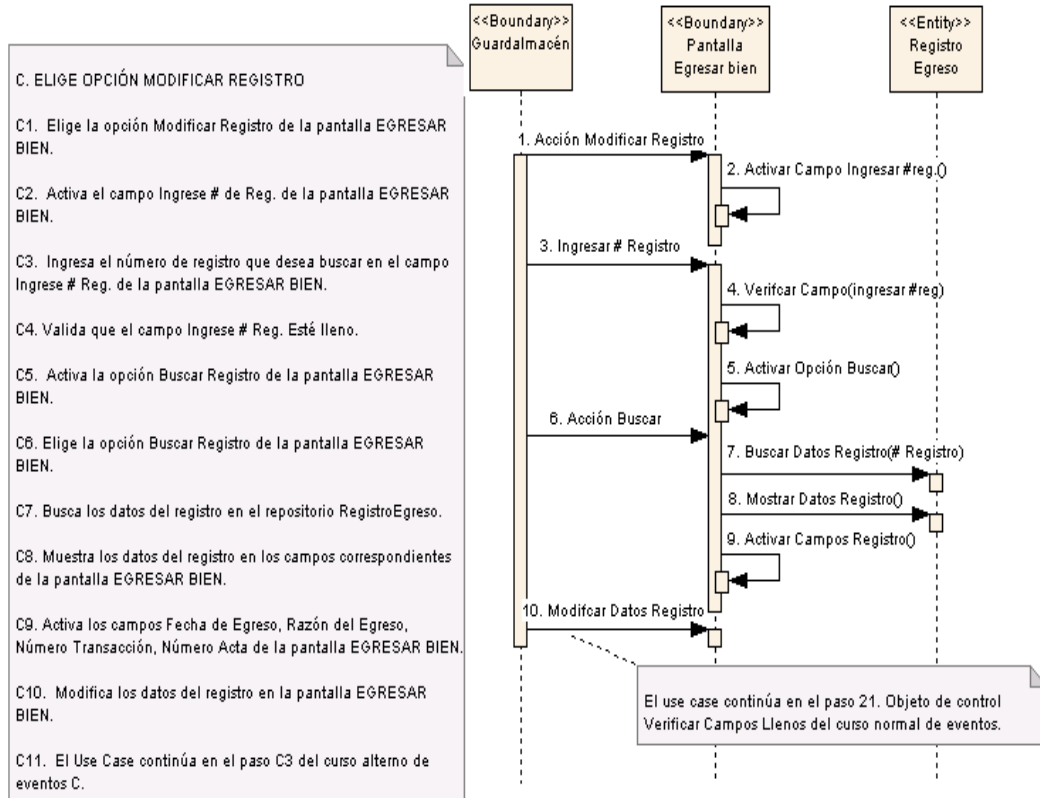 C. ELIGE OPCIÓN MODIFICAR REGISTRO
C1. Elige la opción Modificar Registro de la pantalla EGRESAR
BIEN.
C2. Activa el campo Ingrese # de Reg. de la pantalla EGRESAR
BIEN.
C3. Ingresa el número de registro que desea buscar en el campo
Ingrese # Reg. de la pantalla EGRESAR BIEN.
C4. Valida que el campo Ingrese # Reg. Esté lleno.
C5. Activa la opción Buscar Registro de la pantalla EGRESAR
BIEN.
C6. Elige la opción Buscar Registro de la pantalla EGRESAR
BIEN.
C7. Busca los datos del registro en el repositorio RegistroEgreso.
C8. Muestra los datos del registro en los campos correspondientes
de la pantalla EGRESAR BIEN.
C9. Activa los campos Fecha de Egreso, Razón del Egreso,
Número Transacción, Número Acta de la pantalla EGRESAR BIEN.
C10. Modifica los datos del registro en la pantalla EGRESAR
BIEN.
C11. El Use Case continúa en el paso C3 del curso alterno de
eventos C.
<<Boundary>>
Guardalmacén
<<Boundary>>
Pantalla
Egresar bien
<<Entity>>
Registro
Egreso
1. Acción Modificar Registro
2. Activar Campo Ingresar #reg.()
3. Ingresar # Registro
4. Verifcar Campo(ingresar #reg)
5. Activar Opción Buscar()
6. Acción Buscar
7. Buscar Datos Registro(# Registro)
8. Mostrar Datos Registro()
9. Activar Campos Registro()
10. Modifcar Datos Registro
El use case continúa en el paso 21. Objeto de control
Verificar Campos Llenos del curso normal de eventos.